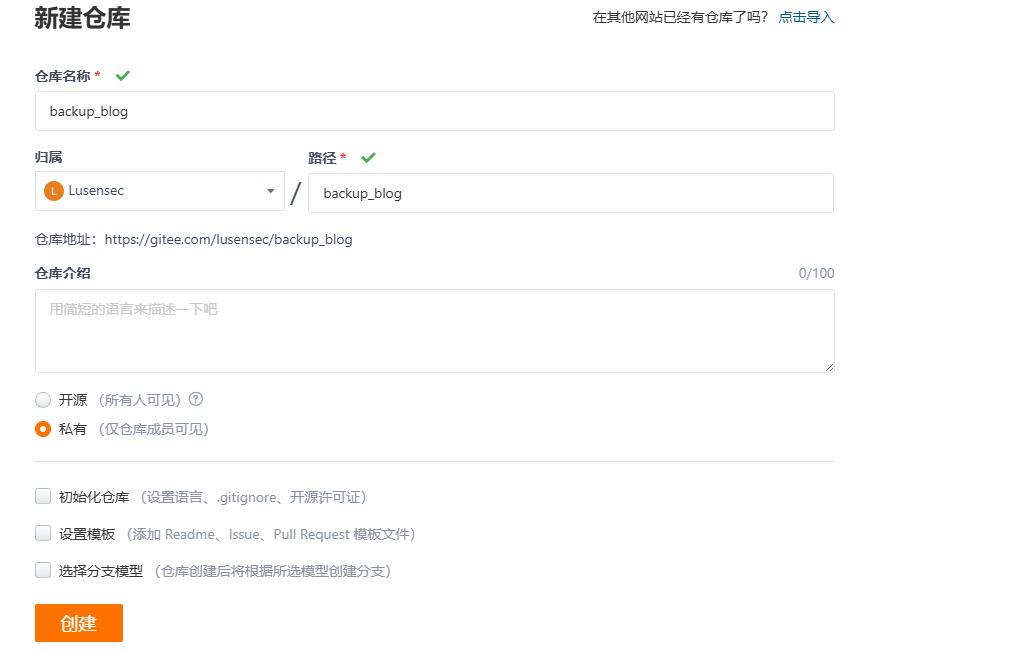 新建仓库
在其他网站已经有仓库了吗？ 点击导入
仓库名称 *
backup_blog
归属
路径 *
L Lusensec
/
backup_blog
仓库地址：https://gitee.com/lusensec/backup_blog
仓库介绍
0/100
用简短的语言来描述一下吧
开源 （所有人可见） ?
私有 （仅仓库成员可见）
初始化仓库 （设置语言、.gitignore、开源许可证）
设置模板 （添加 Readme、Issue、Pull Request 模板文件）
选择分支模型 （仓库创建后将根据所选模型创建分支）
创建